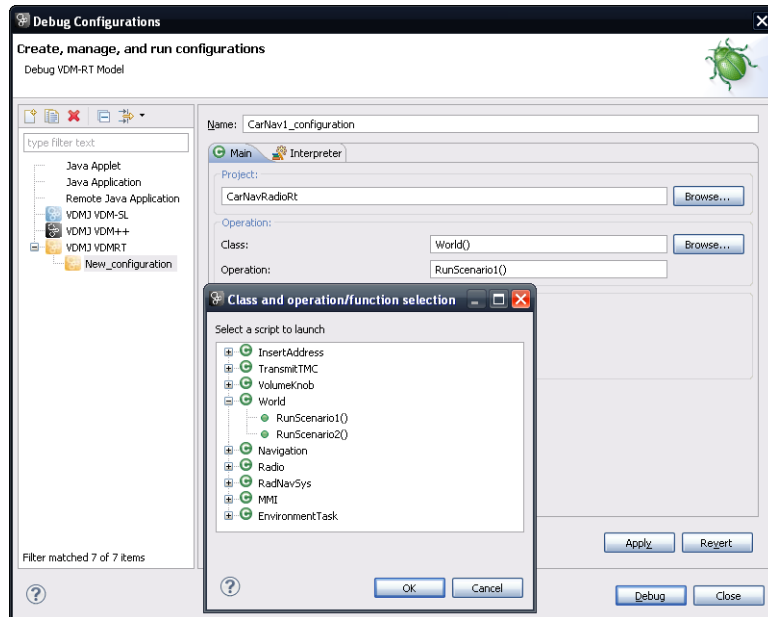 Debug Configurations
Create, manage, and run configurations
Debug VDM-RT Model
type filter text
Java Applet
Java Application
Remote Java Application
VDMJ VDM-SL
VDMJ VDM++
VDMJ VDMRT
New_configuration
Filter matched 7 of 7 items
Name: CarNav1_configuration
Main Interpreter
Project:
CarNavRadioRt Browse...
Operation:
Class: World() Browse...
Operation: RunScenario1()
Class and operation/function selection
Select a script to launch
InsertAddress
TransmitTMC
VolumeKnob
World
RunScenario1()
RunScenario2()
Navigation
Radio
RadNavSys
MMI
EnvironmentTask
OK Cancel
Apply Revert
Debug Close